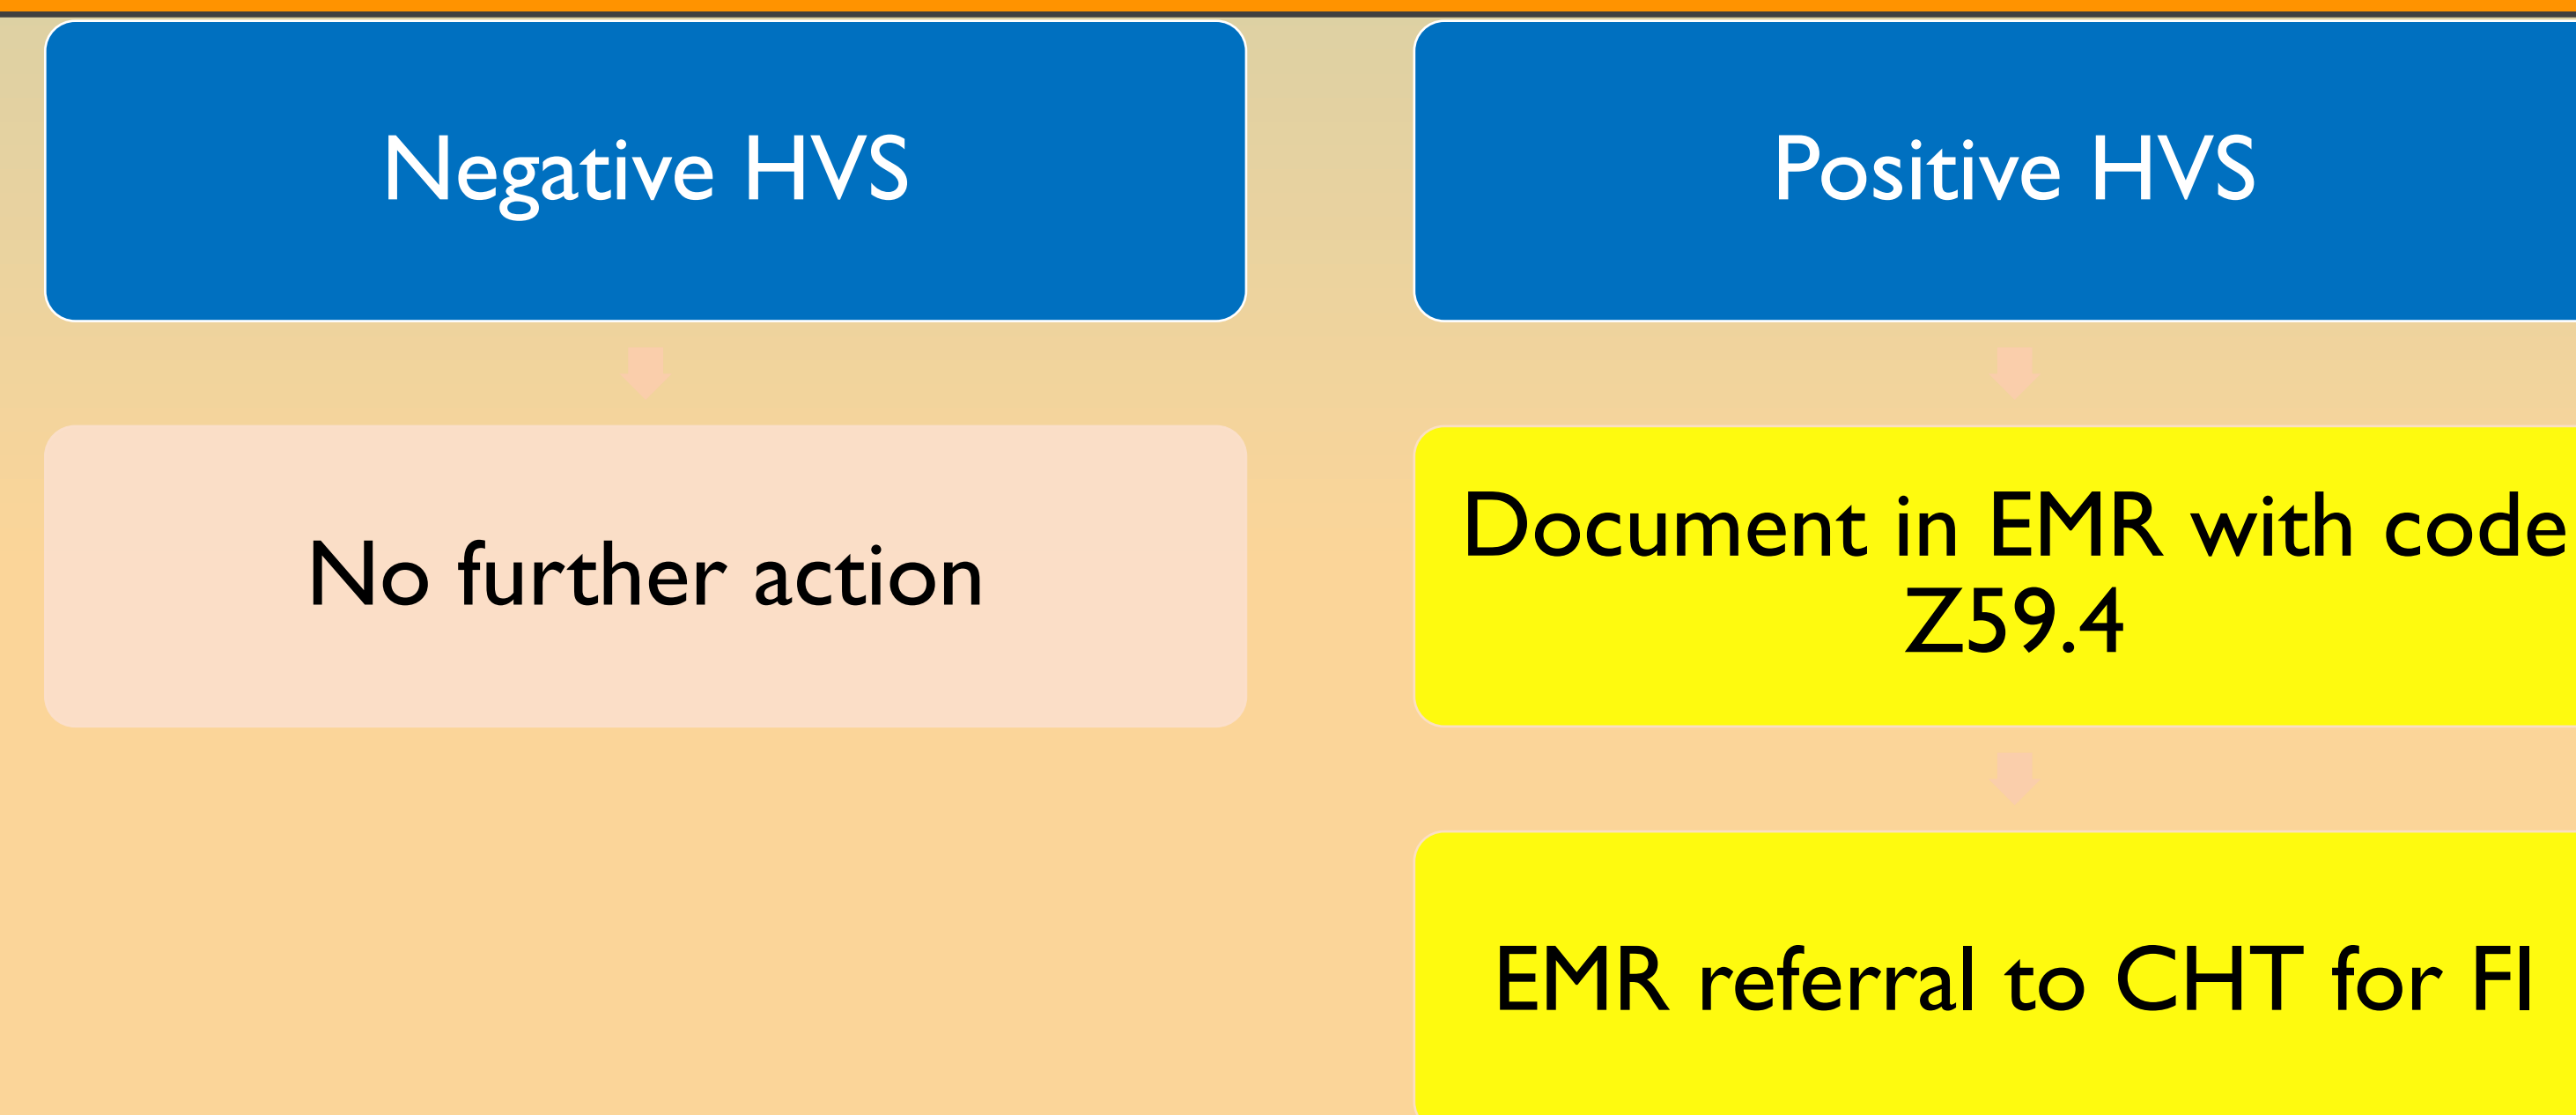 Negative HVS
No further action
Positive HVS
Document in EMR with code
Z59.4
EMR referral to CHT for FI